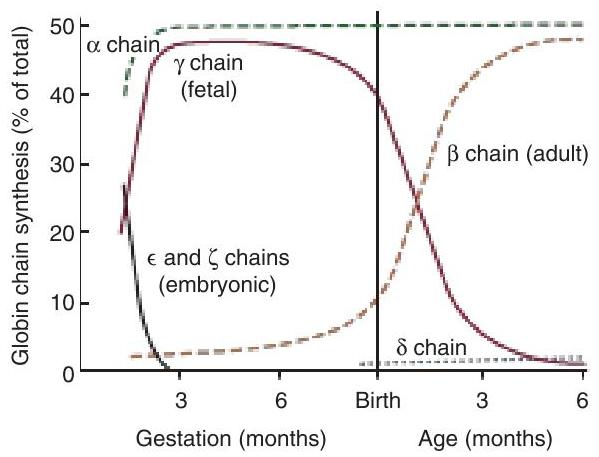 Globin chain synthesis (% of total)
50
40
30
20
10
0
α chain
γ chain
(fetal)
β chain (adult)
ϵ and ζ chains
(embryonic)
δ chain
3
6
Birth
3
6
Gestation (months)
Age (months)